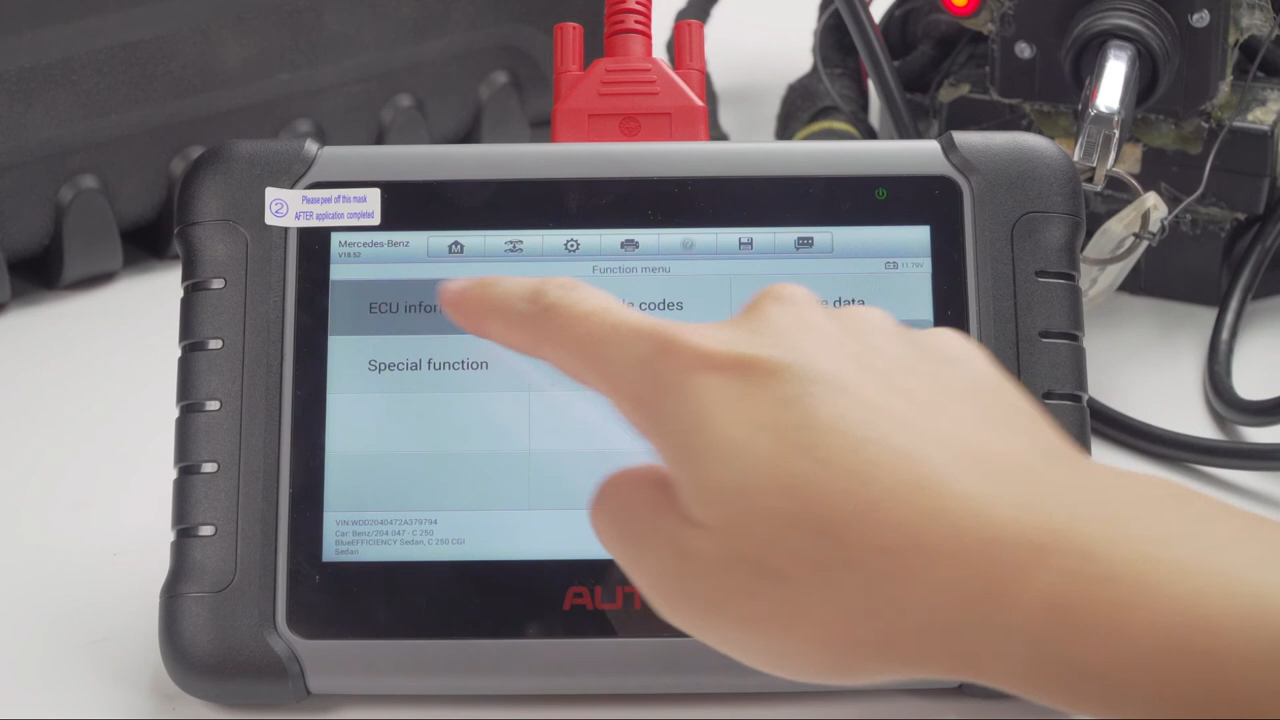 2
Please peel off this mask
AFTER application completed
Mercedes-Benz
V18.52
M
Function menu
11.79V
ECU infor
codes
data
Special function
VIN:WDD2040472A379794
Car: Benz/204 047 - C 250
BlueEFFICIENCY Sedan, C 250 CGI
Sedan
AUT